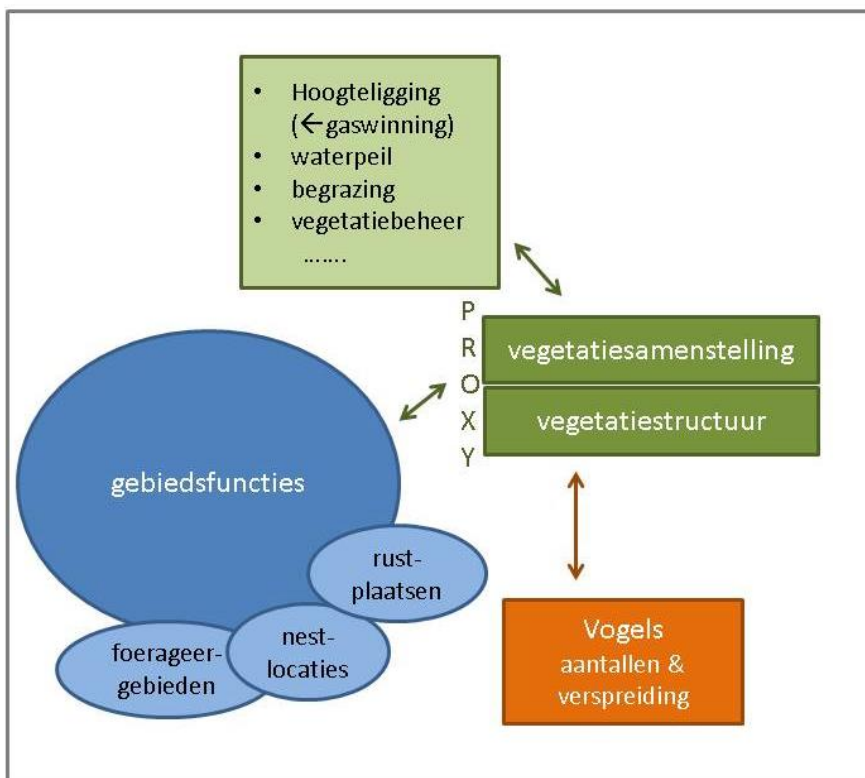 • Hoogteligging
(←gaswinning)
• waterpeil
• begrazing
• vegetatiebeheer
.......
P
R
O
X
Y
vegetatiesamenstelling
vegetatiestructuur
gebiedsfuncties
rust-
plaatsen
nest-
locaties
foerageer-
gebieden
Vogels
aantallen &
verspreiding